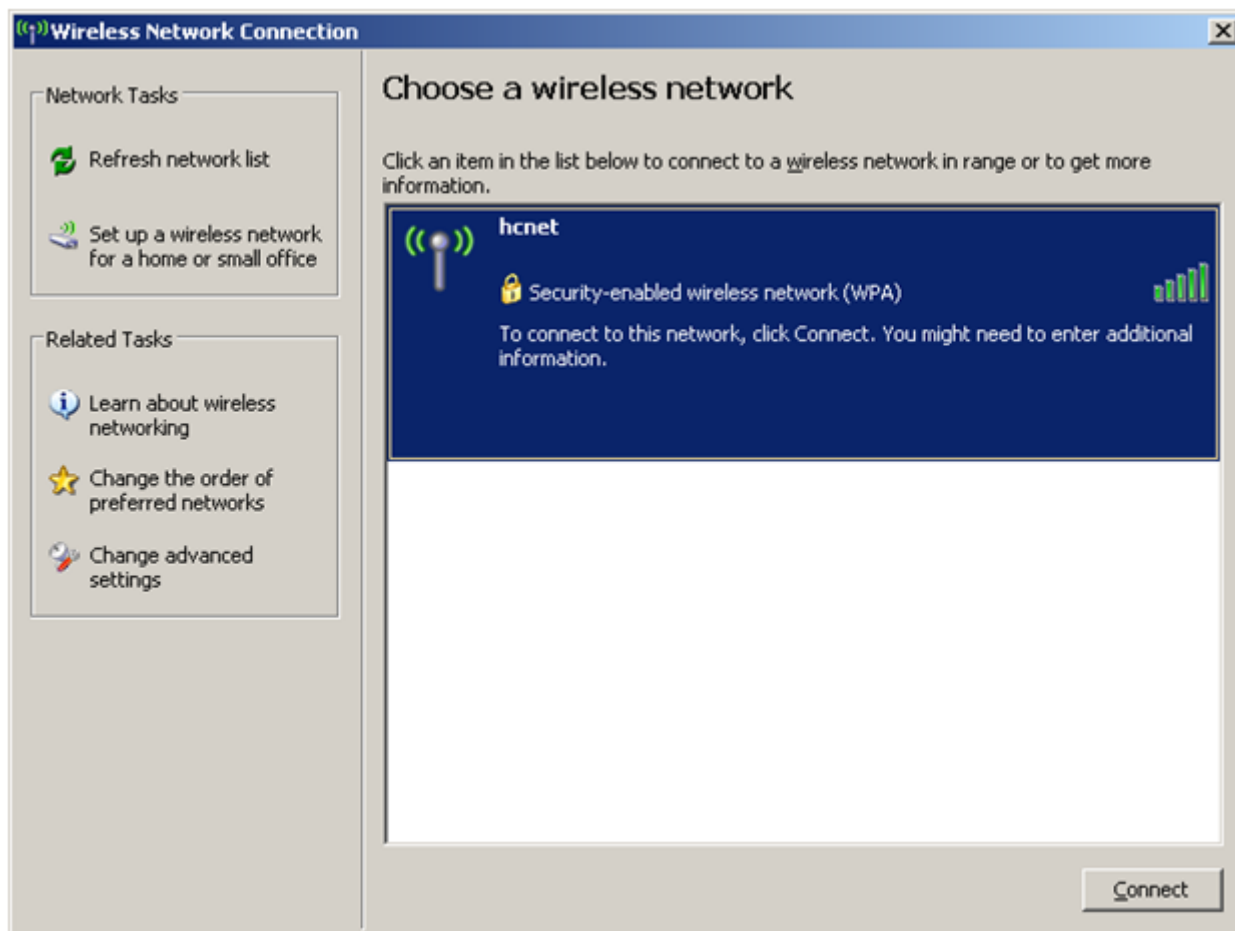 Wireless Network Connection
Network Tasks
Refresh network list
Set up a wireless network
for a home or small office
Related Tasks
Learn about wireless
networking
Change the order of
preferred networks
Change advanced
settings
Choose a wireless network
Click an item in the list below to connect to a wireless network in range or to get more
information.
hcnet
Security-enabled wireless network (WPA)
To connect to this network, click Connect. You might need to enter additional
information.
Connect